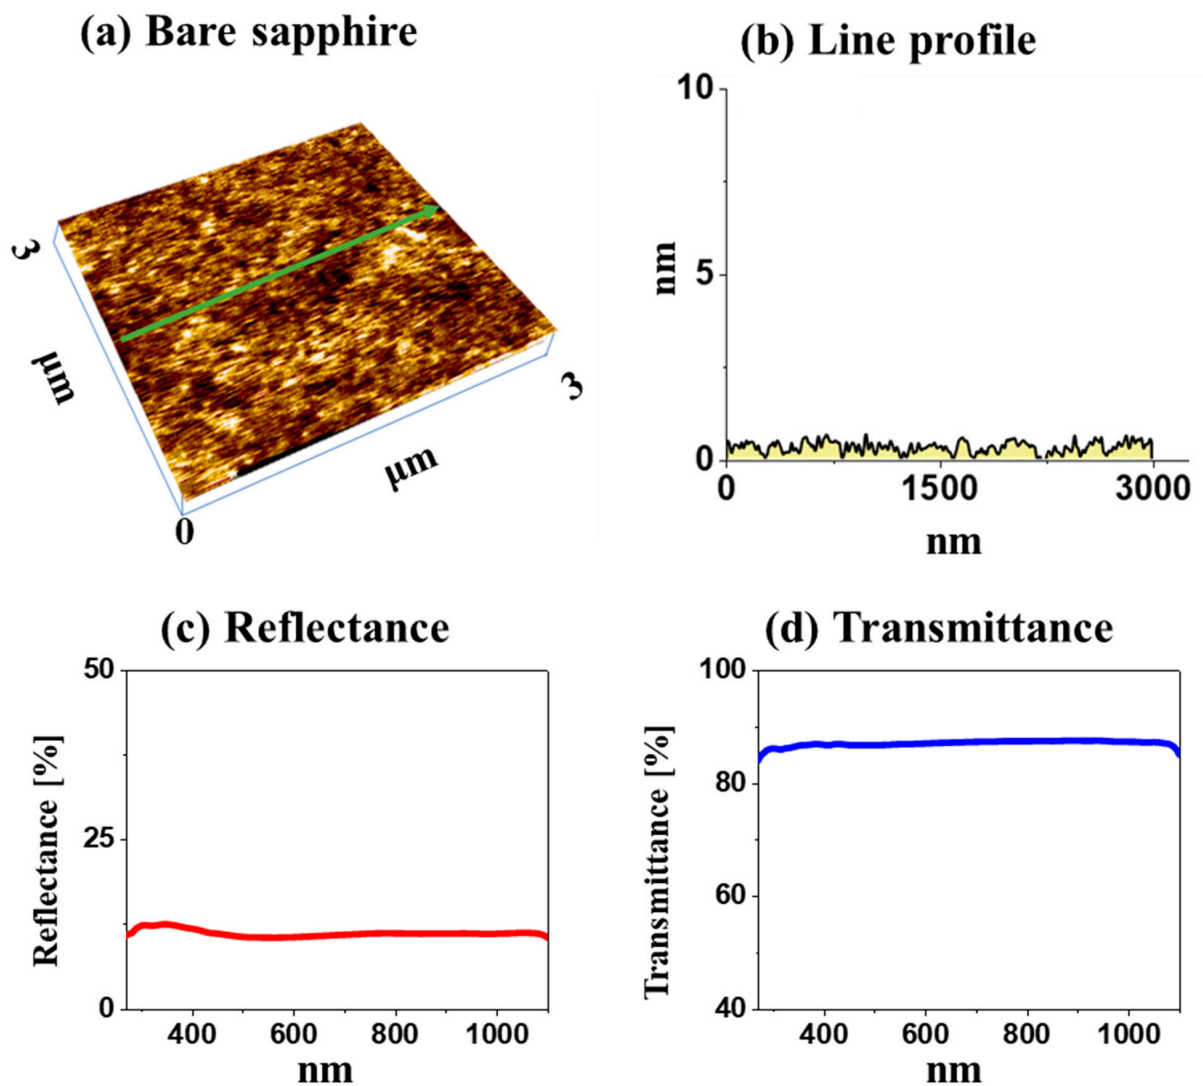 (a) Bare sapphire
3
μm
0
μm
3
(b) Line profile
10
5
0
nm
0 1500 3000
nm
(c) Reflectance
50
25
0
Reflectance [%]
400 600 800 1000
nm
(d) Transmittance
100
80
60
40
Transmittance [%]
400 600 800 1000
nm